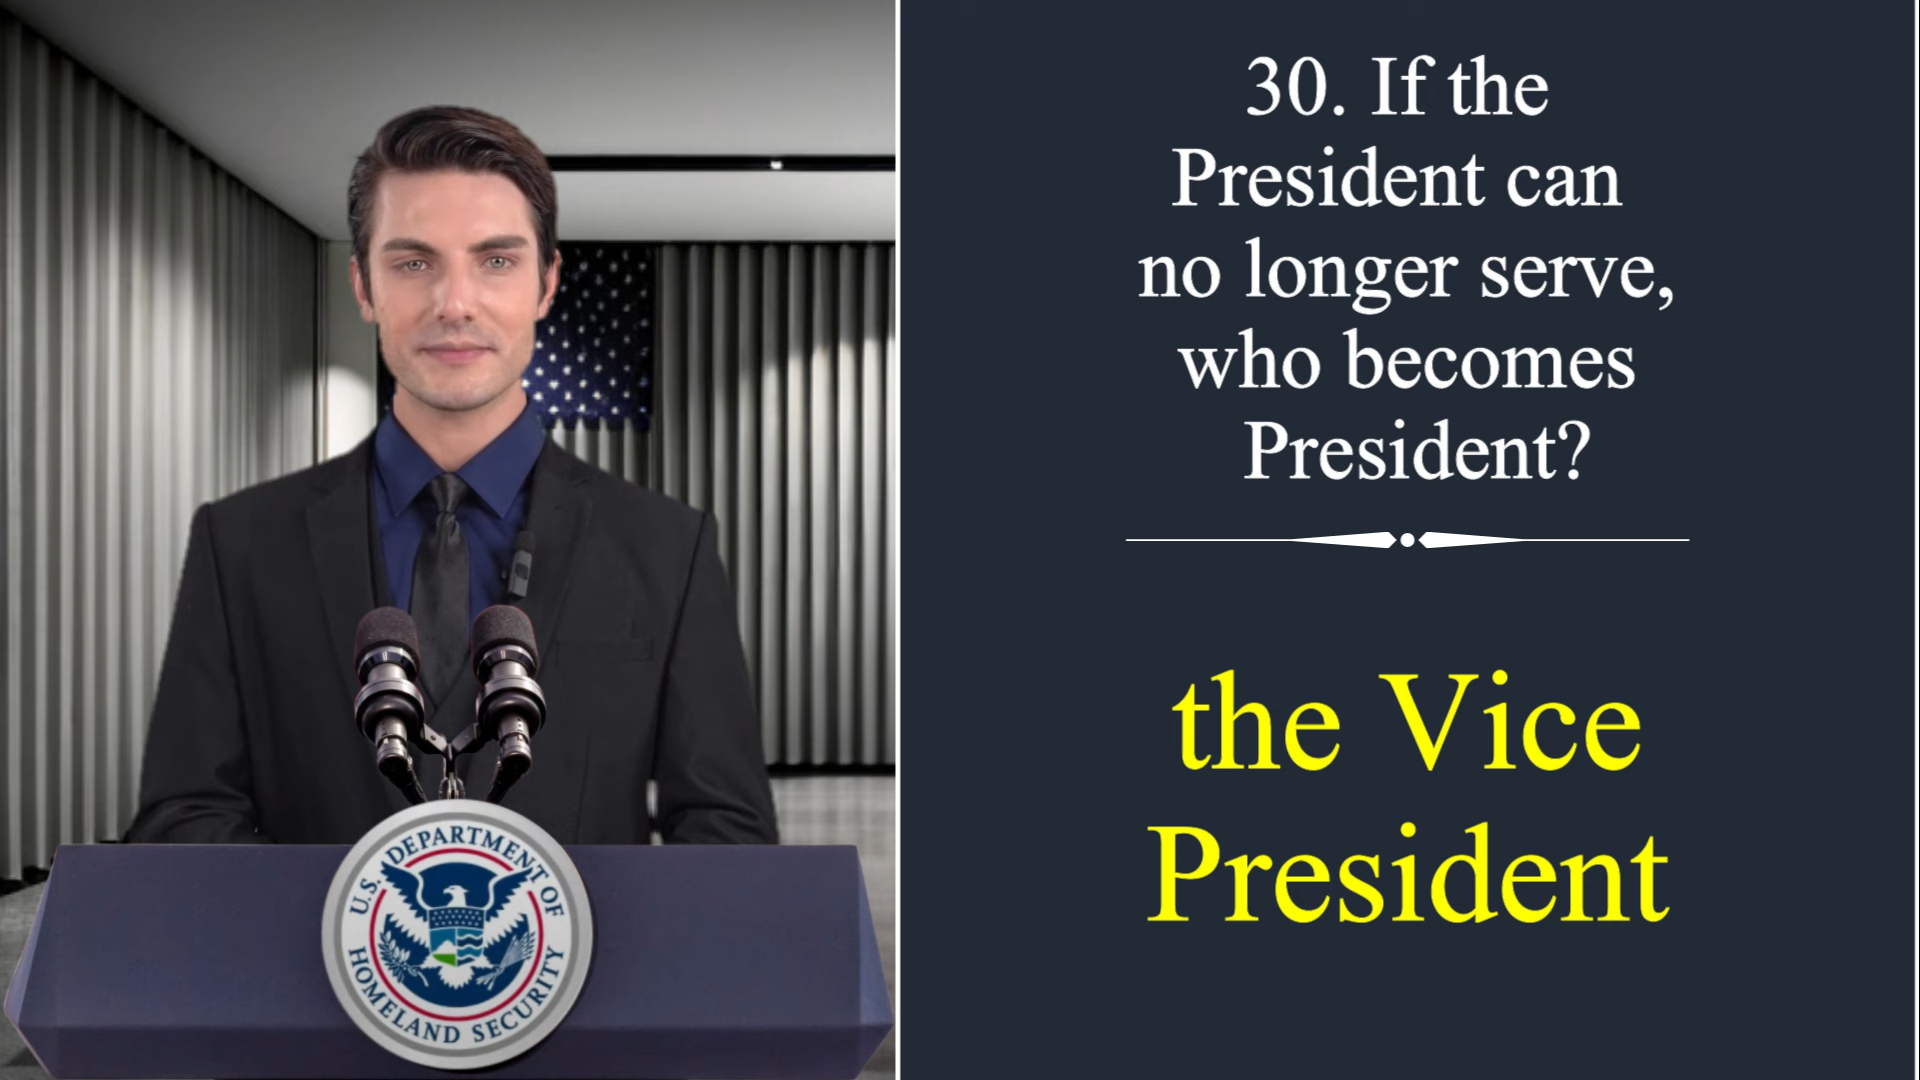 30. If the
President can
no longer serve,
who becomes
President?
the Vice
President
U.S. DEPARTMENT OF
HOMELAND SECURITY